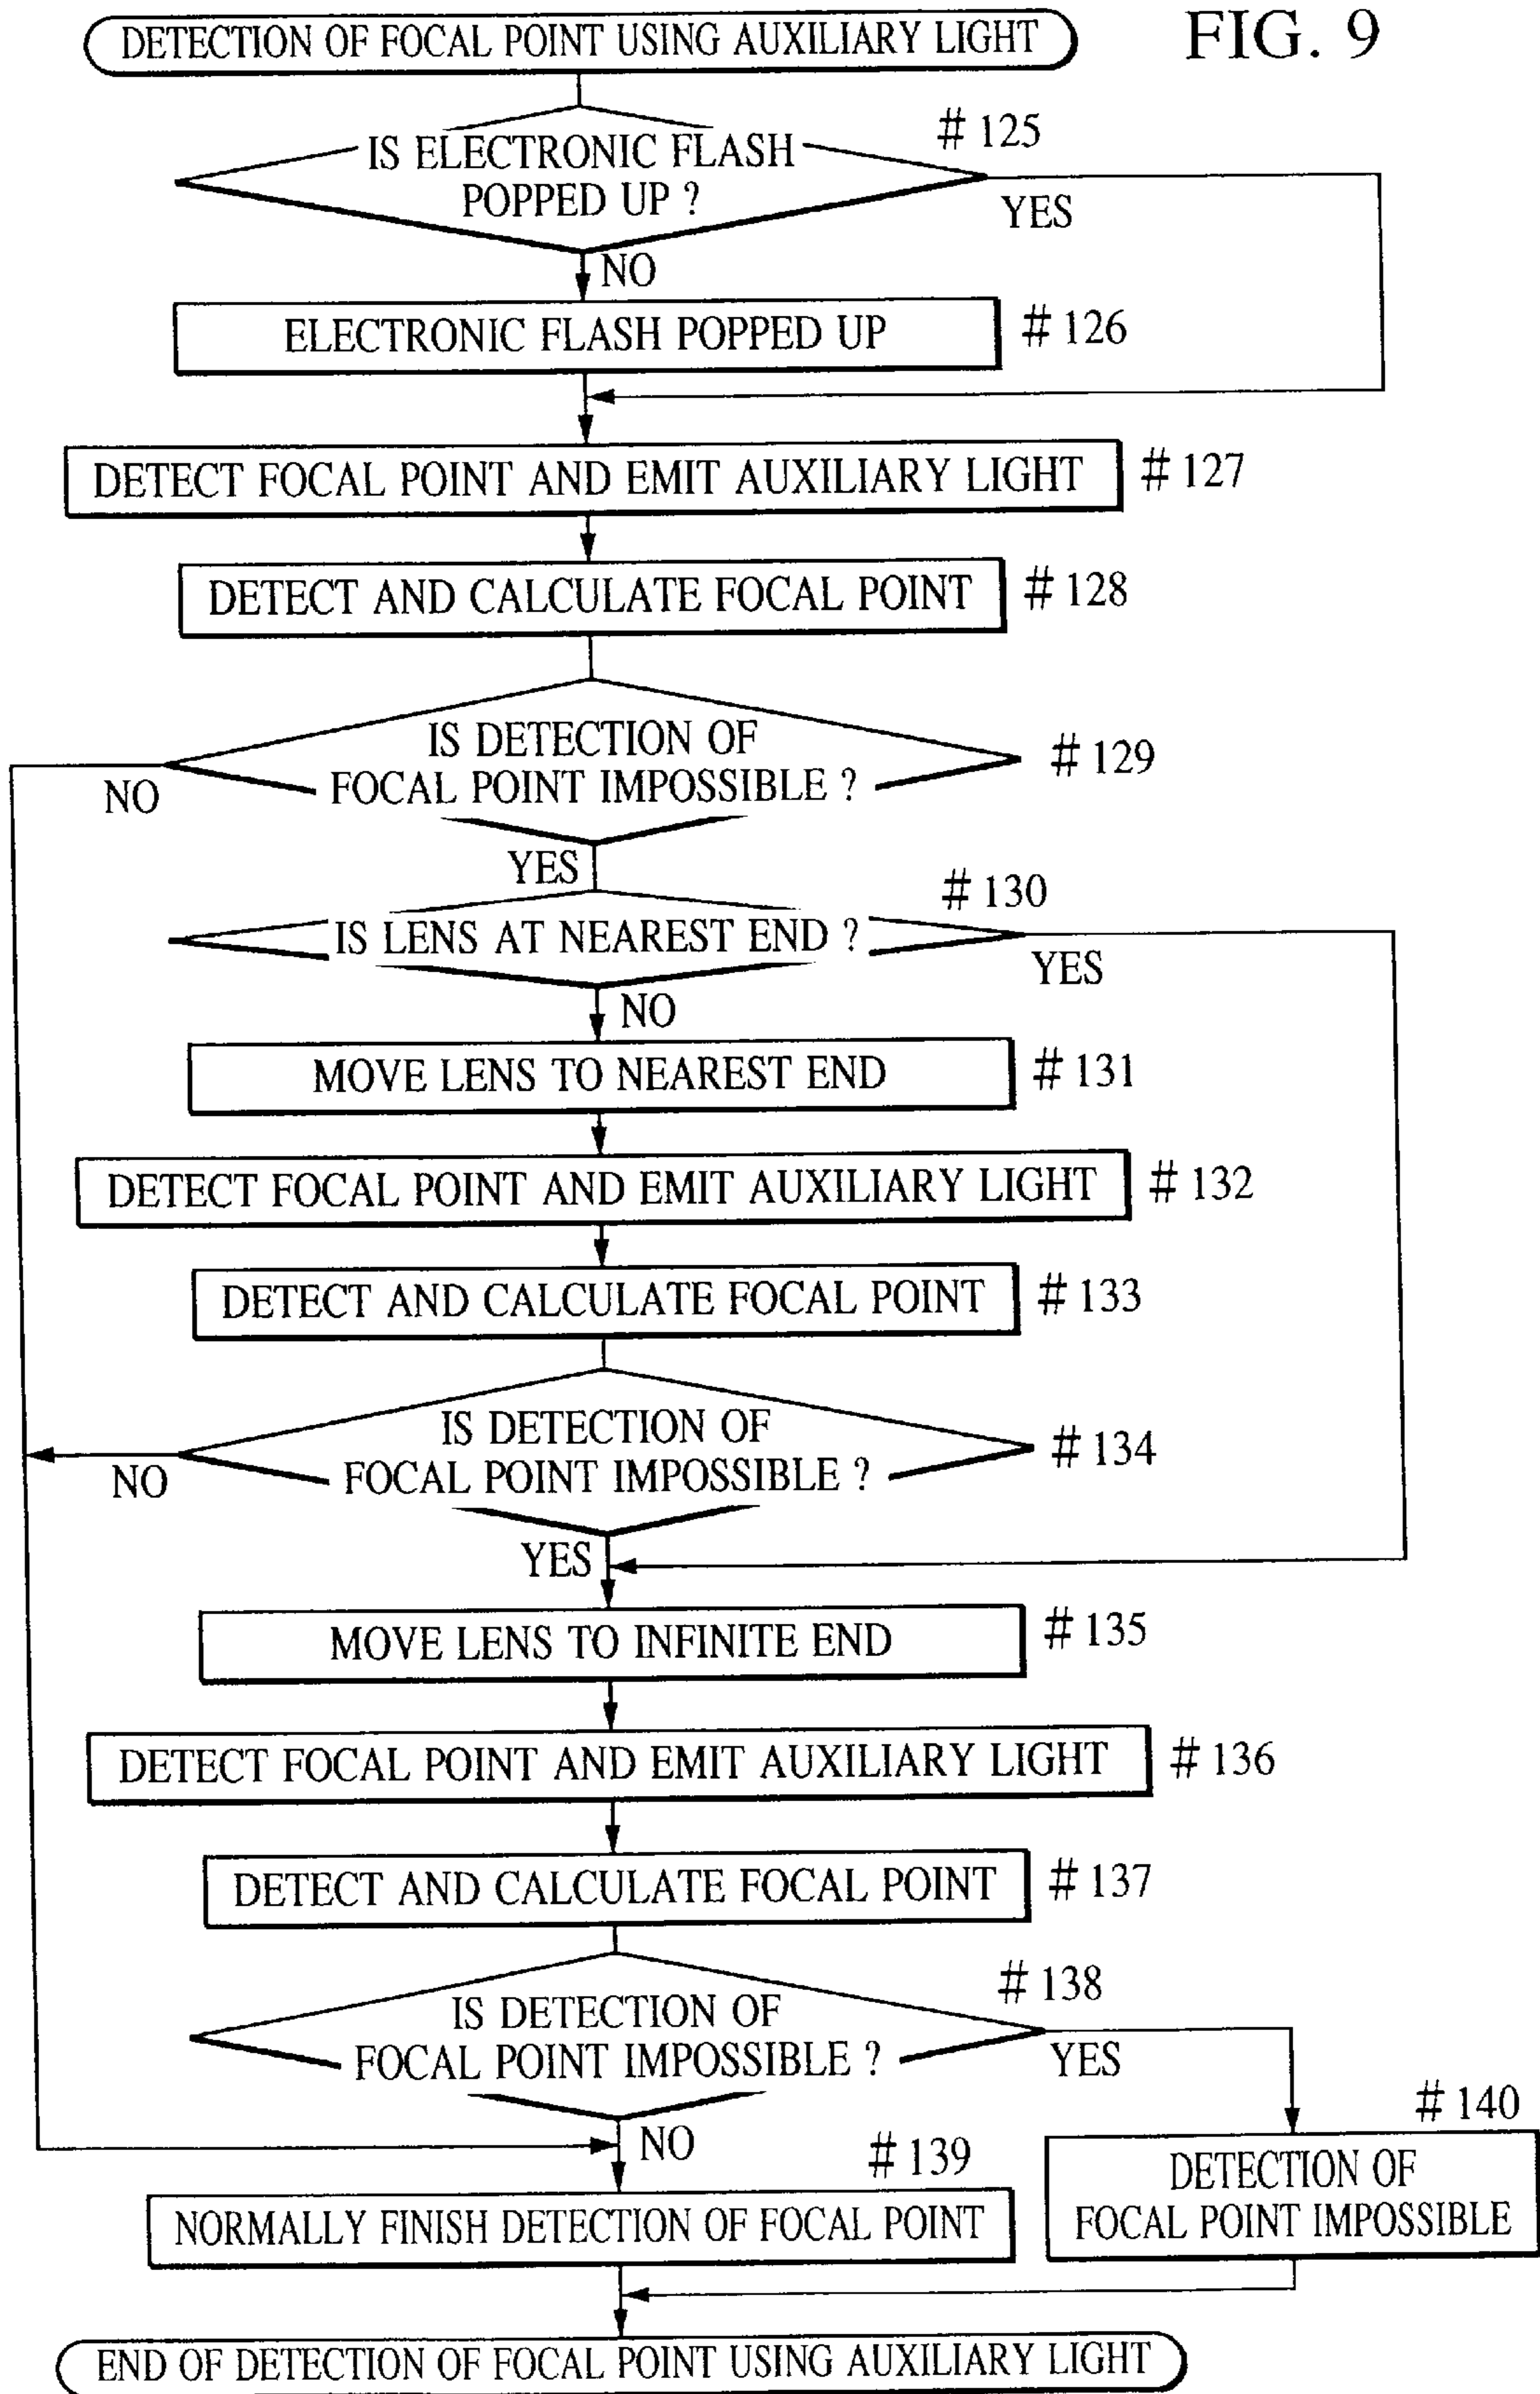 FIG. 9
DETECTION OF FOCAL POINT USING AUXILIARY LIGHT
# 125
IS ELECTRONIC FLASH
POPPED UP ?
YES
NO
ELECTRONIC FLASH POPPED UP
# 126
DETECT FOCAL POINT AND EMIT AUXILIARY LIGHT
# 127
DETECT AND CALCULATE FOCAL POINT
# 128
IS DETECTION OF
FOCAL POINT IMPOSSIBLE ?
# 129
NO
YES
# 130
IS LENS AT NEAREST END ?
YES
NO
MOVE LENS TO NEAREST END
# 131
DETECT FOCAL POINT AND EMIT AUXILIARY LIGHT
# 132
DETECT AND CALCULATE FOCAL POINT
# 133
IS DETECTION OF
FOCAL POINT IMPOSSIBLE ?
# 134
NO
YES
MOVE LENS TO INFINITE END
# 135
DETECT FOCAL POINT AND EMIT AUXILIARY LIGHT
# 136
DETECT AND CALCULATE FOCAL POINT
# 137
# 138
IS DETECTION OF
FOCAL POINT IMPOSSIBLE ?
YES
NO
# 139
NORMALLY FINISH DETECTION OF FOCAL POINT
# 140
DETECTION OF
FOCAL POINT IMPOSSIBLE
END OF DETECTION OF FOCAL POINT USING AUXILIARY LIGHT